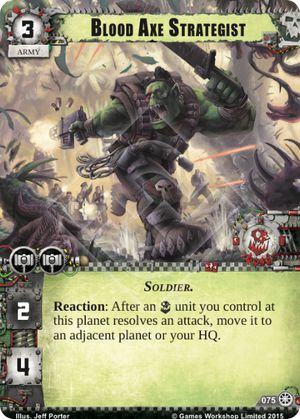 3
BLOOD AXE STRATEGIST
ARMY
SOLDIER.
2
Reaction: After an unit you control at
this planet resolves an attack, move it to
an adjacent planet or your HQ.
4
075
Illus. Jeff Porter
© Games Workshop Limited 2015